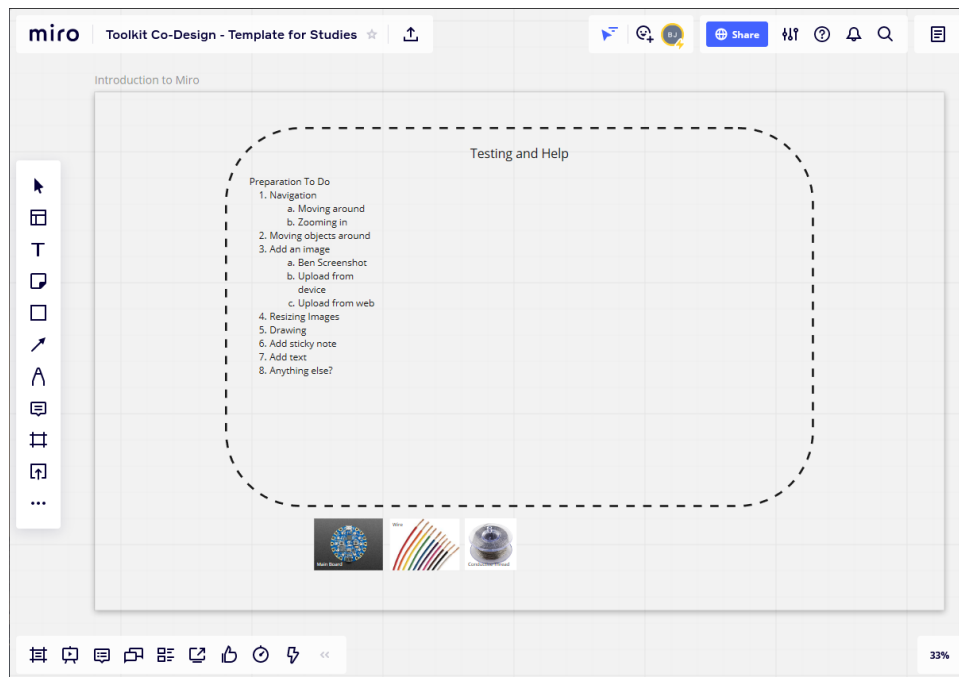 miro
Toolkit Co-Design - Template for Studies
BJ
Share
Introduction to Miro
Testing and Help
Preparation To Do
1. Navigation
a. Moving around
b. Zooming in
2. Moving objects around
3. Add an image
a. Ben Screenshot
b. Upload from
device
c. Upload from web
4. Resizing Images
5. Drawing
6. Add sticky note
7. Add text
8. Anything else?
Main Board
Wire
Conductive Thread
33%